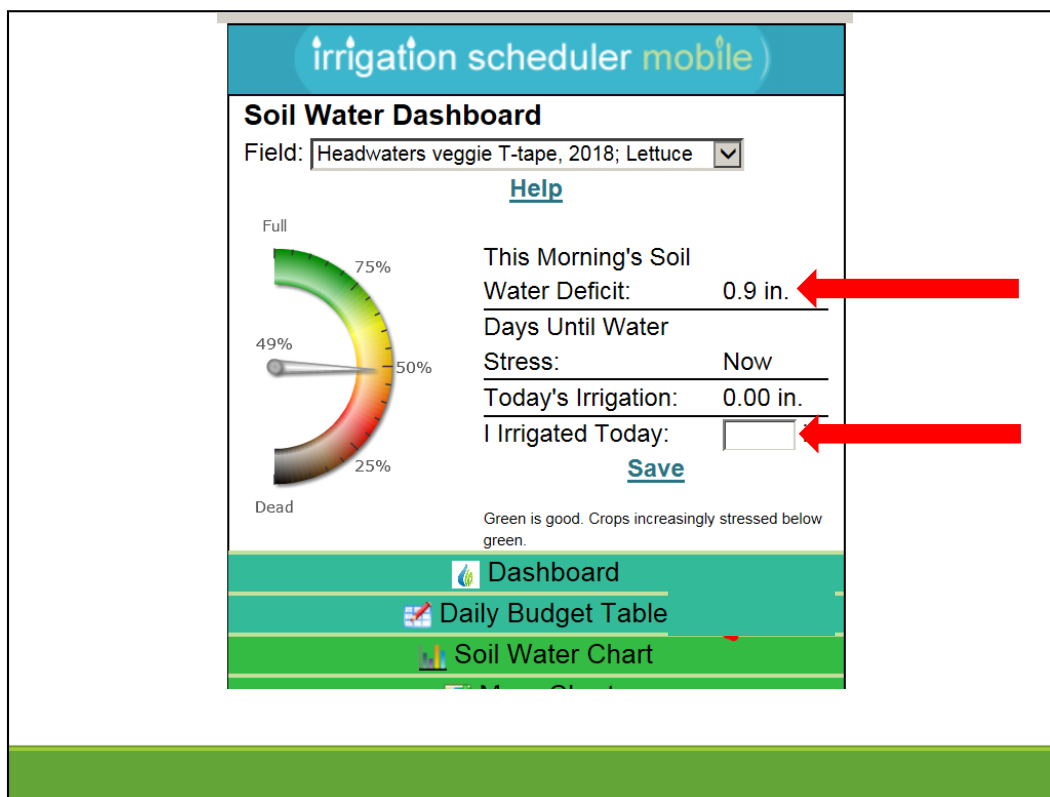 irrigation scheduler mobile
Soil Water Dashboard
Field: Headwaters veggie T-tape, 2018; Lettuce
Help
Full
75%
49%
50%
25%
Dead
This Morning's Soil
Water Deficit: 0.9 in.
Days Until Water
Stress: Now
Today's Irrigation: 0.00 in.
I Irrigated Today:
Save
Green is good. Crops increasingly stressed below
green.
Dashboard
Daily Budget Table
Soil Water Chart